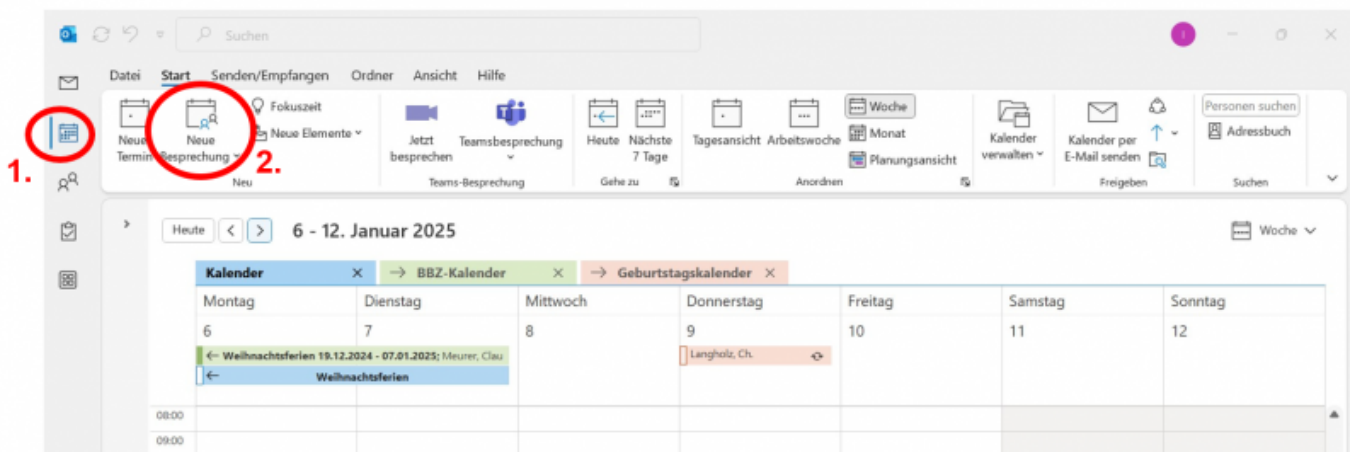 Suchen
Datei Start Senden/Empfangen Ordner Ansicht Hilfe
1.
Neuer Termin
Neue Besprechung
2.
Fokuszeit
Neue Elemente
Neu
Jetzt besprechen
Teamsbesprechung
Teams-Besprechung
Heute
Nächste 7 Tage
Gehe zu
Tagesansicht
Arbeitswoche
Woche
Monat
Planungsansicht
Anordnen
Kalender verwalten
Kalender per E-Mail senden
Freigeben
Personen suchen
Adressbuch
Suchen
Heute < > 6 - 12. Januar 2025
Woche
Kalender × → BBZ-Kalender × → Geburtstagskalender ×
Montag Dienstag Mittwoch Donnerstag Freitag Samstag Sonntag
6 7 8 9 10 11 12
← Weihnachtsferien 19.12.2024 - 07.01.2025; Meurer, Clau
Langholz, Ch.
← Weihnachtsferien
08:00
09:00